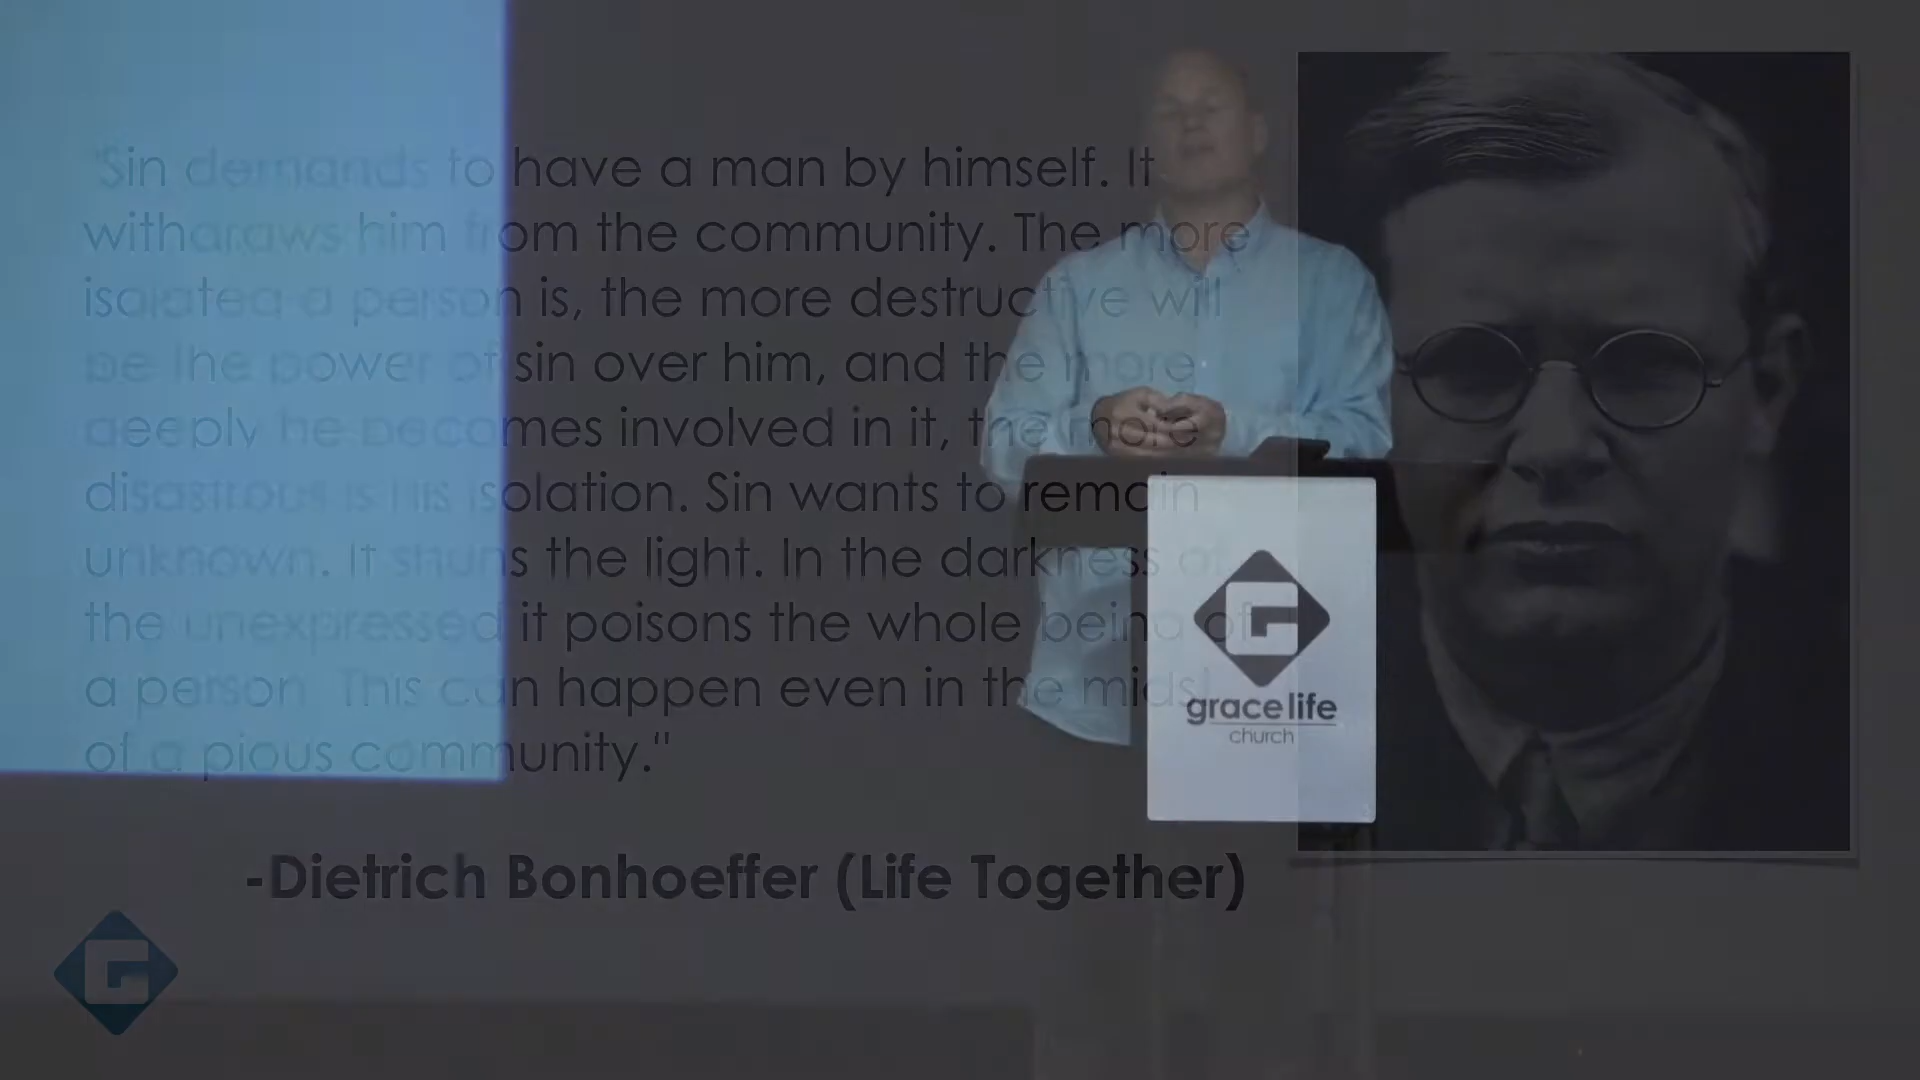 "Sin demands to have a man by himself. It
withdraws him from the community. The more
isolated a person is, the more destructive will
be the power of sin over him, and the more
deeply he becomes involved in it, the more
disastrous is his isolation. Sin wants to remain
unknown. It shuns the light. In the darkness of
the unexpressed it poisons the whole being of
a person. This can happen even in the midst
of a pious community."
-Dietrich Bonhoeffer (Life Together)
G
gracelife
church
G